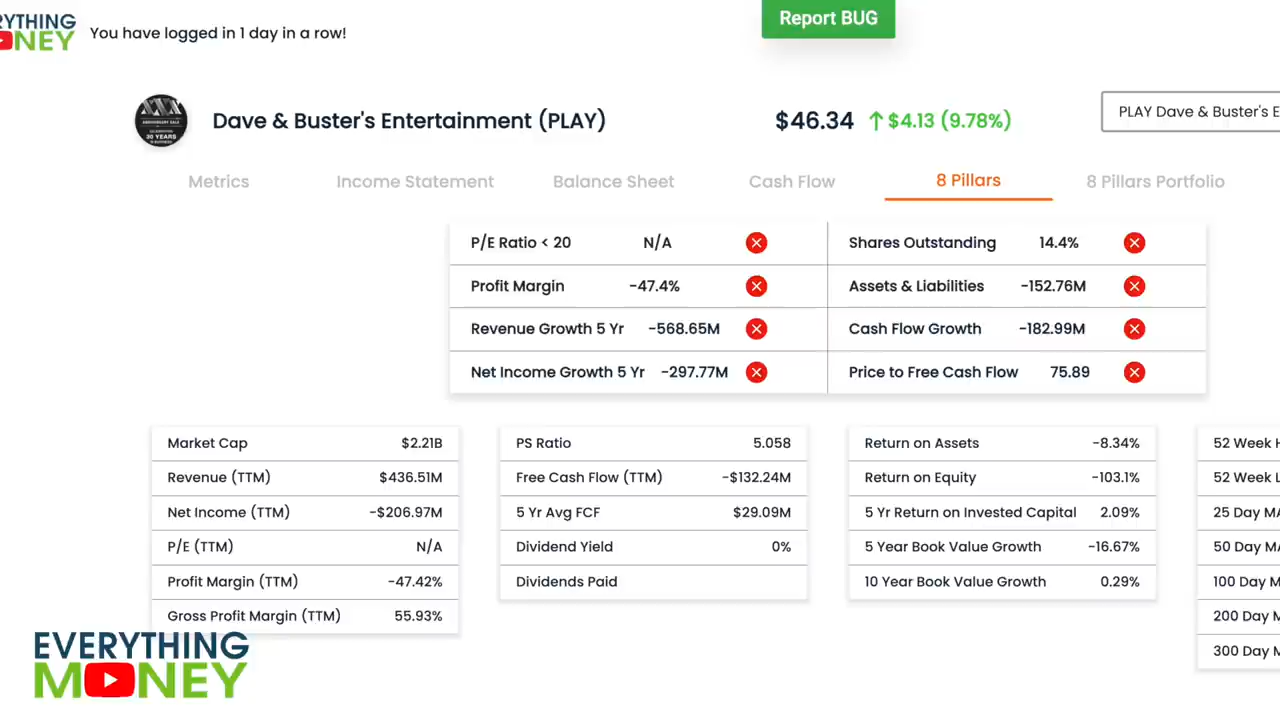 ERYTHING
NEY
You have logged in 1 day in a row!
Report BUG
ANNIVERSARY SALE
30 YEARS
Dave & Buster's Entertainment (PLAY)
$46.34 ↑ $4.13 (9.78%)
PLAY Dave & Buster's E
Metrics Income Statement Balance Sheet Cash Flow 8 Pillars 8 Pillars Portfolio
P/E Ratio < 20 N/A Shares Outstanding 14.4%
Profit Margin -47.4% Assets & Liabilities -152.76M
Revenue Growth 5 Yr -568.65M Cash Flow Growth -182.99M
Net Income Growth 5 Yr -297.77M Price to Free Cash Flow 75.89
Market Cap $2.21B
Revenue (TTM) $436.51M
Net Income (TTM) -$206.97M
P/E (TTM) N/A
Profit Margin (TTM) -47.42%
Gross Profit Margin (TTM) 55.93%
PS Ratio 5.058
Free Cash Flow (TTM) -$132.24M
5 Yr Avg FCF $29.09M
Dividend Yield 0%
Dividends Paid
Return on Assets -8.34%
Return on Equity -103.1%
5 Yr Return on Invested Capital 2.09%
5 Year Book Value Growth -16.67%
10 Year Book Value Growth 0.29%
52 Week H
52 Week L
25 Day MA
50 Day MA
100 Day M
200 Day M
300 Day M
EVERYTHING
MONEY